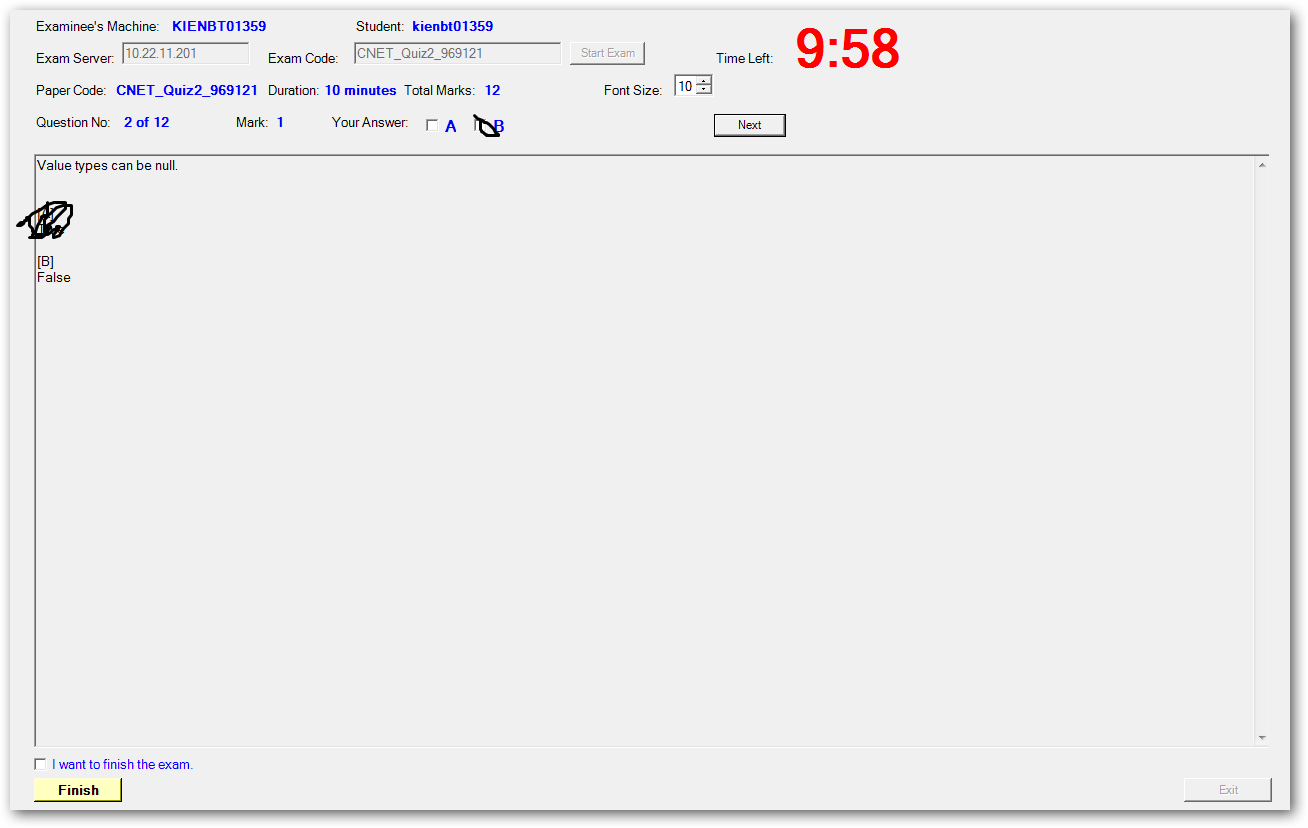 Examinee's Machine: KIENBT01359 Student: kienbt01359
Exam Server: 10.22.11.201 Exam Code: CNET_Quiz2_969121 Start Exam Time Left: 9:58
Paper Code: CNET_Quiz2_969121 Duration: 10 minutes Total Marks: 12 Font Size: 10
Question No: 2 of 12 Mark: 1 Your Answer: A B Next
Value types can be null.
[B]
False
I want to finish the exam.
Finish Exit